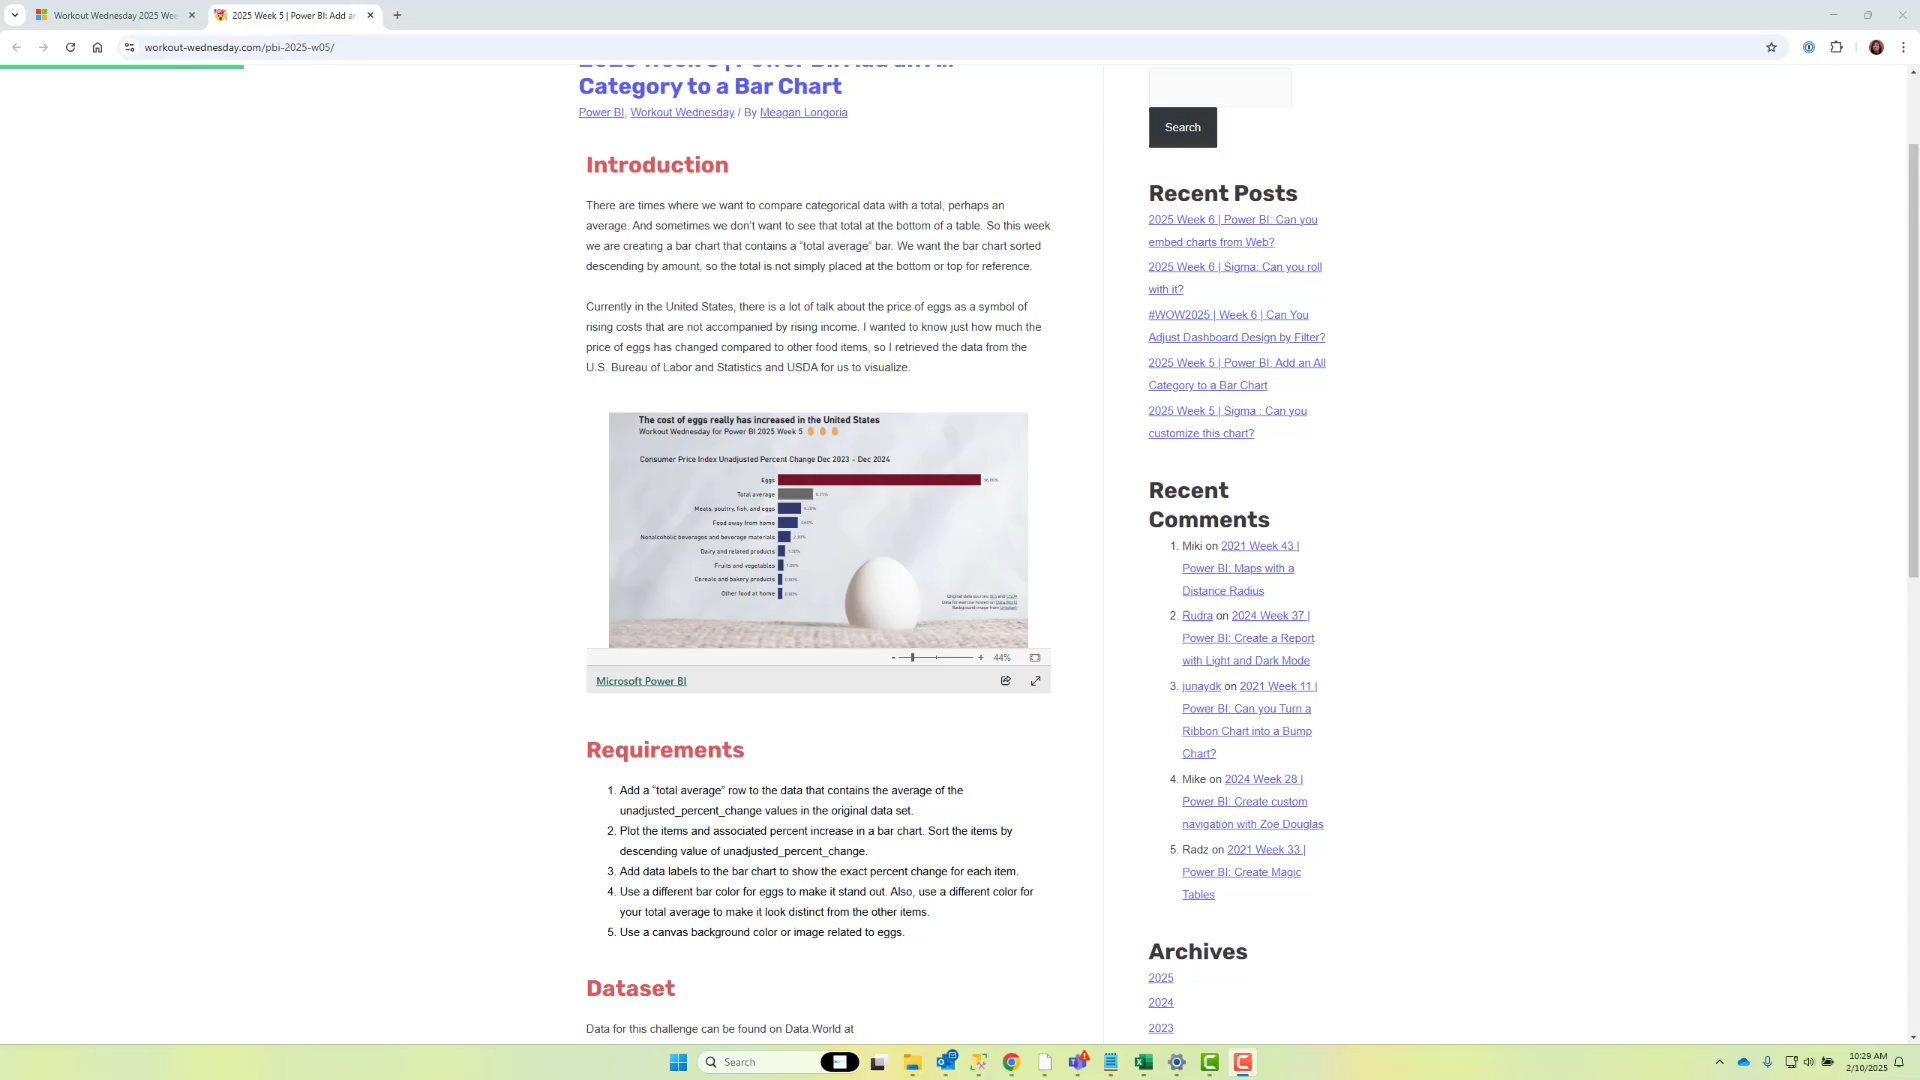 Workout Wednesday 2025 Wee
2025 Week 5 | Power BI: Add an
workout-wednesday.com/pbi-2025-w05/
Category to a Bar Chart
Power BI, Workout Wednesday / By Meagan Longoria
Introduction
There are times where we want to compare categorical data with a total, perhaps an
average. And sometimes we don't want to see that total at the bottom of a table. So this week
we are creating a bar chart that contains a "total average" bar. We want the bar chart sorted
descending by amount, so the total is not simply placed at the bottom or top for reference.
Currently in the United States, there is a lot of talk about the price of eggs as a symbol of
rising costs that are not accompanied by rising income. I wanted to know just how much the
price of eggs has changed compared to other food items, so I retrieved the data from the
U.S. Bureau of Labor and Statistics and USDA for us to visualize.
The cost of eggs really has increased in the United States
Workout Wednesday for Power BI 2025 Week 5
Consumer Price Index Unadjusted Percent Change Dec 2023 - Dec 2024
Eggs
Total average
Meats, poultry, fish, and eggs
Food away from home
Nonalcoholic beverages and beverage materials
Dairy and related products
Fruits and vegetables
Cereals and bakery products
Other food at home
44%
Microsoft Power BI
Requirements
1. Add a "total average" row to the data that contains the average of the
unadjusted_percent_change values in the original data set.
2. Plot the items and associated percent increase in a bar chart. Sort the items by
descending value of unadjusted_percent_change.
3. Add data labels to the bar chart to show the exact percent change for each item.
4. Use a different bar color for eggs to make it stand out. Also, use a different color for
your total average to make it look distinct from the other items.
5. Use a canvas background color or image related to eggs.
Dataset
Data for this challenge can be found on Data.World at
Search
Recent Posts
2025 Week 6 | Power BI: Can you
embed charts from Web?
2025 Week 6 | Sigma: Can you roll
with it?
#WOW2025 | Week 6 | Can You
Adjust Dashboard Design by Filter?
2025 Week 5 | Power BI: Add an All
Category to a Bar Chart
2025 Week 5 | Sigma : Can you
customize this chart?
Recent
Comments
1. Miki on 2021 Week 43 |
Power BI: Maps with a
Distance Radius
2. Rudra on 2024 Week 37 |
Power BI: Create a Report
with Light and Dark Mode
3. junaydk on 2021 Week 11 |
Power BI: Can you Turn a
Ribbon Chart into a Bump
Chart?
4. Mike on 2024 Week 28 |
Power BI: Create custom
navigation with Zoe Douglas
5. Radz on 2021 Week 33 |
Power BI: Create Magic
Tables
Archives
2025
2024
2023
Search
10:29 AM
2/10/2025